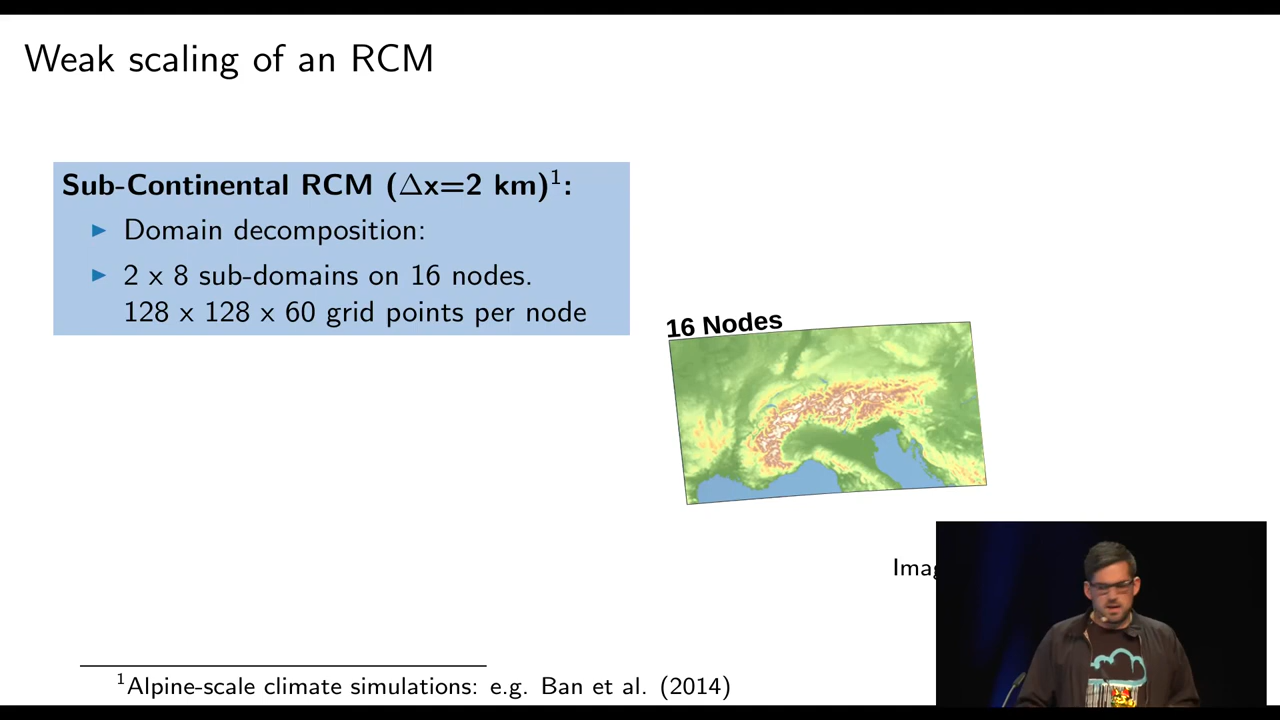 Weak scaling of an RCM
Sub-Continental RCM (Δx=2 km)¹:
▶ Domain decomposition:
▶ 2 x 8 sub-domains on 16 nodes.
128 x 128 x 60 grid points per node
16 Nodes
¹Alpine-scale climate simulations: e.g. Ban et al. (2014)